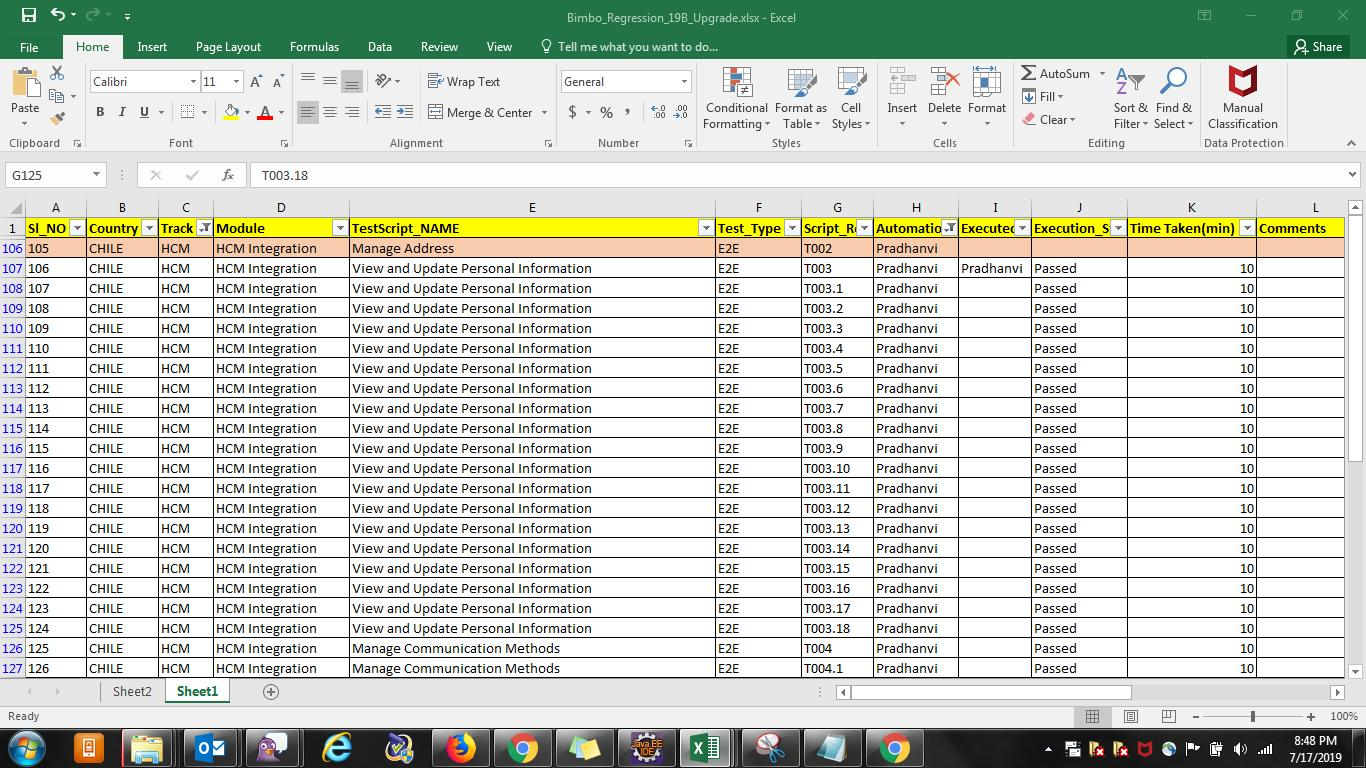 Bimbo_Regression_19B_Upgrade.xlsx - Excel
File Home Insert Page Layout Formulas Data Review View Tell me what you want to do... Share
Paste Calibri 11 Wrap Text General Conditional Formatting Format as Table Cell Styles Insert Delete Format AutoSum Fill Clear Sort & Filter Find & Select Manual Classification
B I U A Merge & Center $ % ,
Clipboard Font Alignment Number Styles Cells Editing Data Protection
G125 fx T003.18
A B C D E F G H I J K L
1 Sl_NO Country Track Module TestScript_NAME Test_Type Script_R Automatio Executed Execution_S Time Taken(min) Comments
106 105 CHILE HCM HCM Integration Manage Address E2E T002 Pradhanvi
107 106 CHILE HCM HCM Integration View and Update Personal Information E2E T003 Pradhanvi Pradhanvi Passed 10
108 107 CHILE HCM HCM Integration View and Update Personal Information E2E T003.1 Pradhanvi Passed 10
109 108 CHILE HCM HCM Integration View and Update Personal Information E2E T003.2 Pradhanvi Passed 10
110 109 CHILE HCM HCM Integration View and Update Personal Information E2E T003.3 Pradhanvi Passed 10
111 110 CHILE HCM HCM Integration View and Update Personal Information E2E T003.4 Pradhanvi Passed 10
112 111 CHILE HCM HCM Integration View and Update Personal Information E2E T003.5 Pradhanvi Passed 10
113 112 CHILE HCM HCM Integration View and Update Personal Information E2E T003.6 Pradhanvi Passed 10
114 113 CHILE HCM HCM Integration View and Update Personal Information E2E T003.7 Pradhanvi Passed 10
115 114 CHILE HCM HCM Integration View and Update Personal Information E2E T003.8 Pradhanvi Passed 10
116 115 CHILE HCM HCM Integration View and Update Personal Information E2E T003.9 Pradhanvi Passed 10
117 116 CHILE HCM HCM Integration View and Update Personal Information E2E T003.10 Pradhanvi Passed 10
118 117 CHILE HCM HCM Integration View and Update Personal Information E2E T003.11 Pradhanvi Passed 10
119 118 CHILE HCM HCM Integration View and Update Personal Information E2E T003.12 Pradhanvi Passed 10
120 119 CHILE HCM HCM Integration View and Update Personal Information E2E T003.13 Pradhanvi Passed 10
121 120 CHILE HCM HCM Integration View and Update Personal Information E2E T003.14 Pradhanvi Passed 10
122 121 CHILE HCM HCM Integration View and Update Personal Information E2E T003.15 Pradhanvi Passed 10
123 122 CHILE HCM HCM Integration View and Update Personal Information E2E T003.16 Pradhanvi Passed 10
124 123 CHILE HCM HCM Integration View and Update Personal Information E2E T003.17 Pradhanvi Passed 10
125 124 CHILE HCM HCM Integration View and Update Personal Information E2E T003.18 Pradhanvi Passed 10
126 125 CHILE HCM HCM Integration Manage Communication Methods E2E T004 Pradhanvi Passed 10
127 126 CHILE HCM HCM Integration Manage Communication Methods E2E T004.1 Pradhanvi Passed 10
Sheet2 Sheet1
Ready 100%
Java EE IDE
8:48 PM
7/17/2019